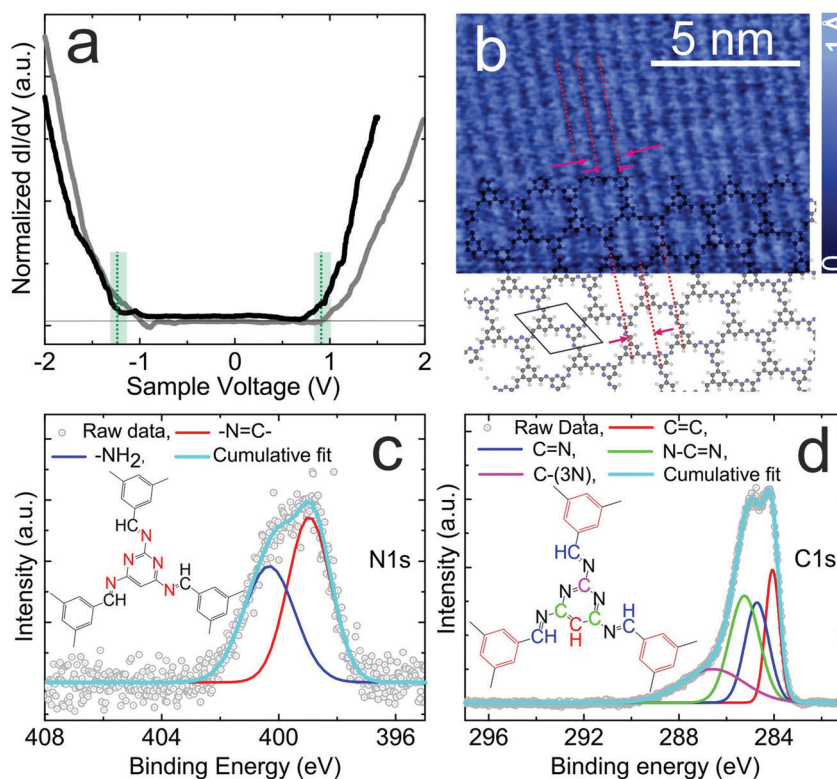 a
Normalized dI/dV (a.u.)
-2 -1 0 1 2
Sample Voltage (V)
b
5 nm
1 Å
0
c
Raw data, -N=C-
-NH2, Cumulative fit
N1s
Intensity (a.u.)
HC
N
N N
N N
CH HC
408 404 400 396
Binding Energy (eV)
d
Raw Data, C=C,
C=N, N-C=N,
C-(3N), Cumulative fit
C1s
Intensity (a.u.)
HC
N
N C N
H C C H
C N C C N C
H
296 292 288 284
Binding energy (eV)